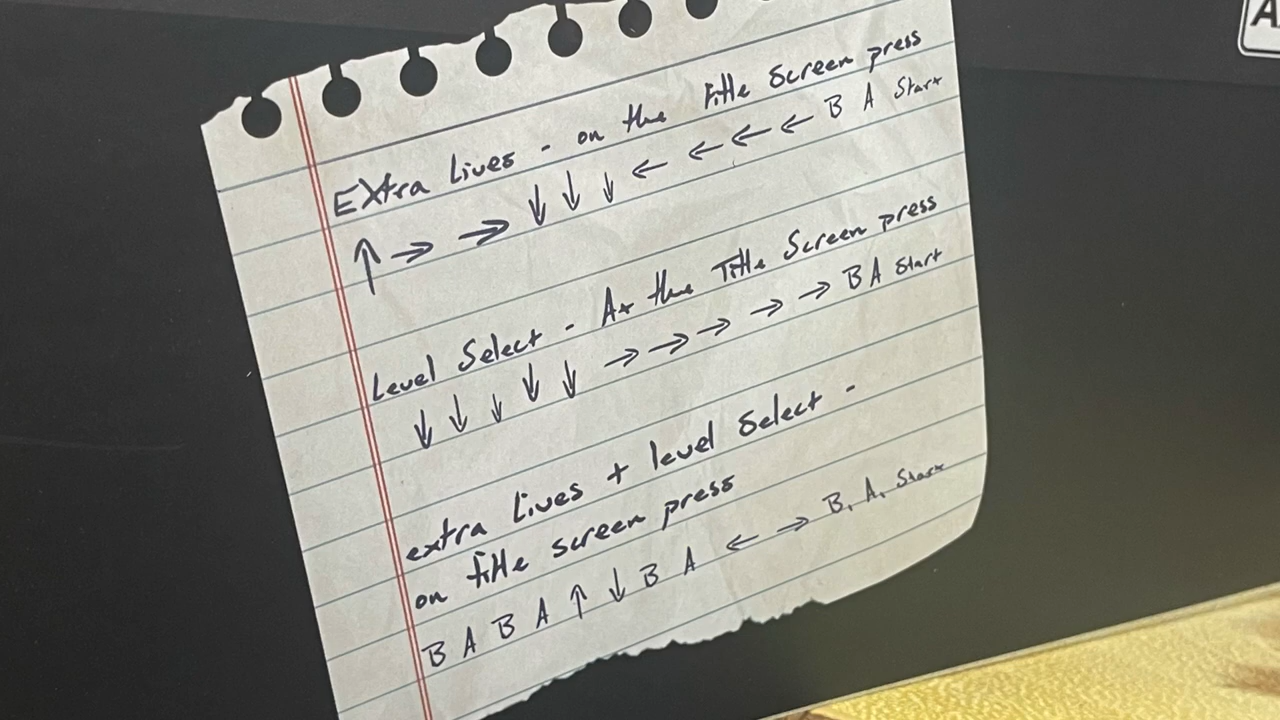 Extra Lives - on the title Screen press
↑ → → ↓ ↓ ↓ ← ← ← ← B A Start
Level Select - At the Title Screen press
↓ ↓ ↓ ↓ ↓ → → → → → B A Start
extra lives + level Select -
on title screen press
B A B A ↑ ↓ B A ← → B, A, Start